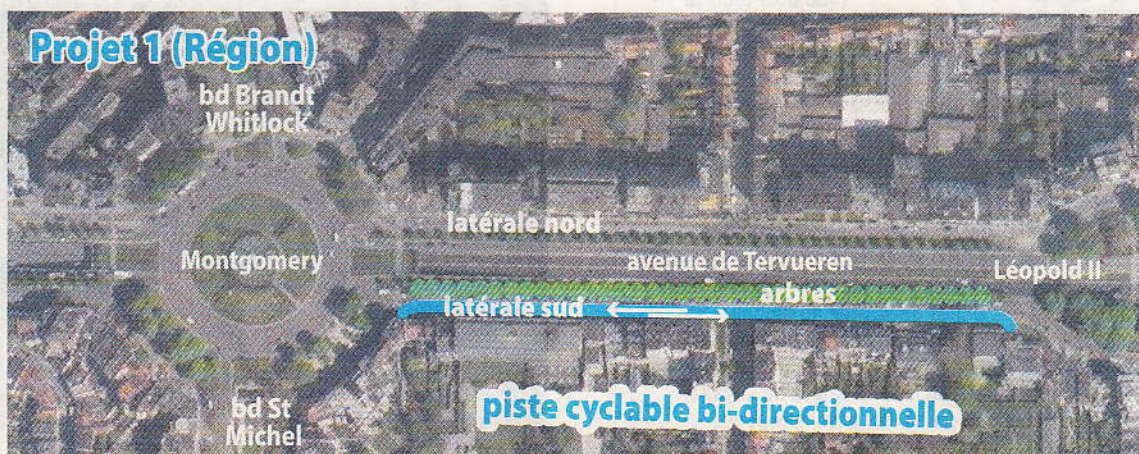 Projet 1 (Région)
bd Brandt
Whitlock
latérale nord
Montgomery
avenue de Tervueren
Léopold II
arbres
latérale sud
piste cyclable bi-directionnelle
bd St
Michel